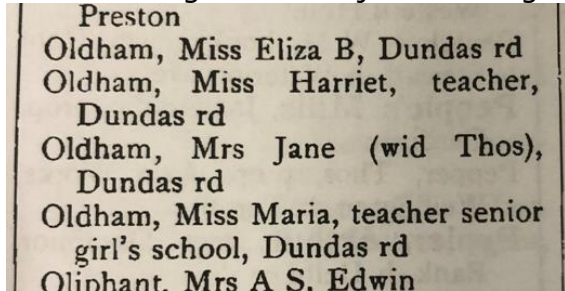 Preston
Oldham, Miss Eliza B, Dundas rd
Oldham, Miss Harriet, teacher,
Dundas rd
Oldham, Mrs Jane (wid Thos),
Dundas rd
Oldham, Miss Maria, teacher senior
girl's school, Dundas rd
Oliphant, Mrs A S, Edwin